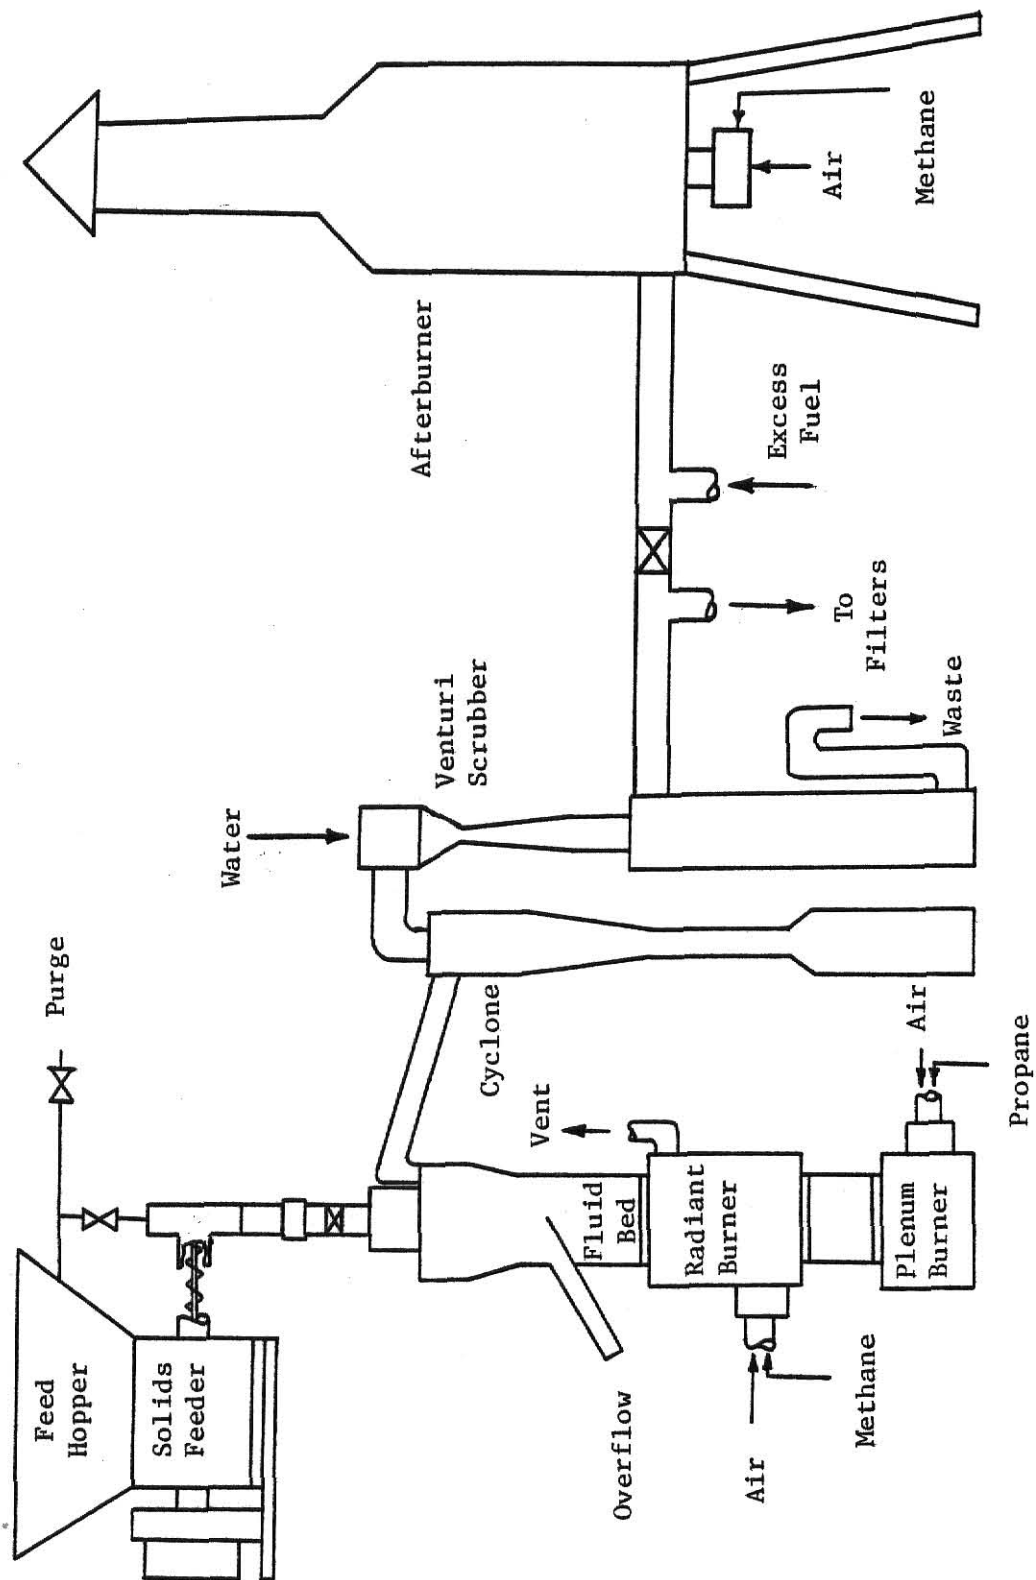 Feed
Hopper
Solids
Feeder
Purge
Water
Venturi
Scrubber
Cyclone
Afterburner
Vent
Overflow
Fluid
Bed
Radiant
Burner
Plenum
Burner
Air
Methane
Air
Propane
Waste
To
Filters
Excess
Fuel
Air
Methane